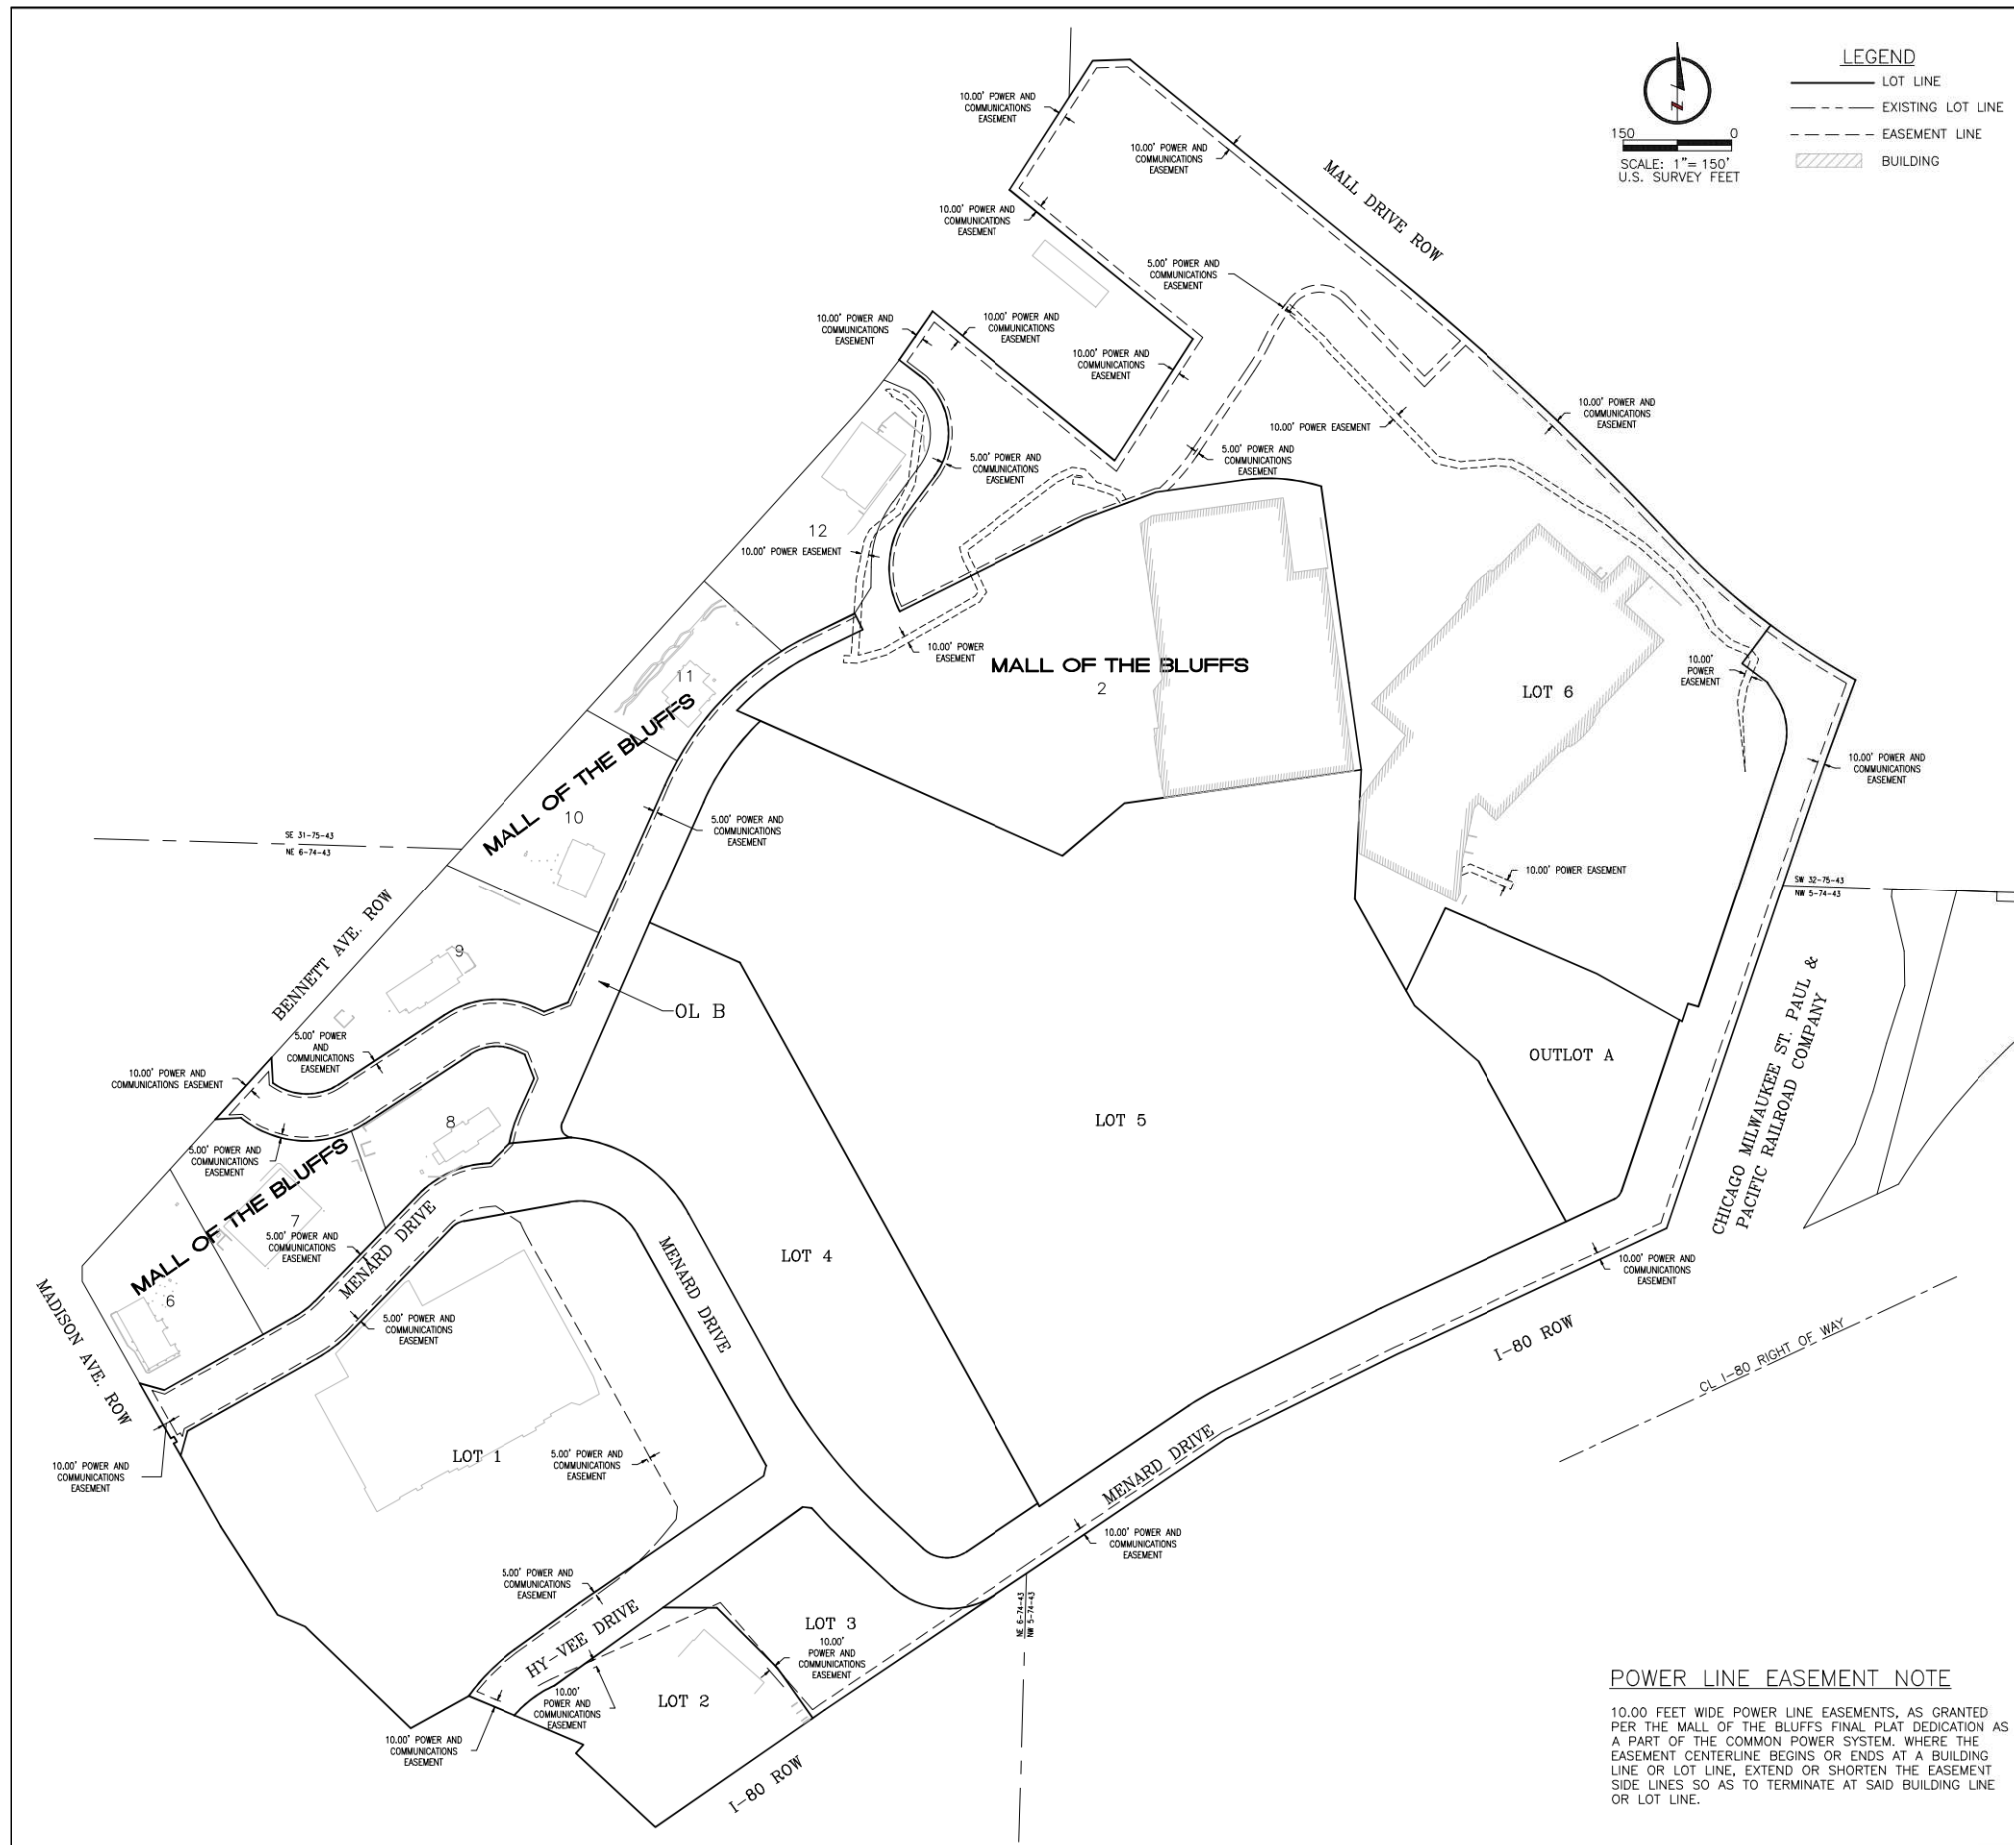 LEGEND
LOT LINE
EXISTING LOT LINE
EASEMENT LINE
BUILDING
N
150 0
SCALE: 1"= 150'
U.S. SURVEY FEET
10.00' POWER AND
COMMUNICATIONS
EASEMENT
10.00' POWER AND
COMMUNICATIONS
EASEMENT
MALL DRIVE ROW
10.00' POWER AND
COMMUNICATIONS
EASEMENT
5.00' POWER AND
COMMUNICATIONS
EASEMENT
10.00' POWER AND
COMMUNICATIONS
EASEMENT
10.00' POWER AND
COMMUNICATIONS
EASEMENT
10.00' POWER AND
COMMUNICATIONS
EASEMENT
10.00' POWER AND
COMMUNICATIONS
EASEMENT
10.00' POWER EASEMENT
5.00' POWER AND
COMMUNICATIONS
EASEMENT
5.00' POWER AND
COMMUNICATIONS
EASEMENT
12
10.00' POWER EASEMENT
10.00' POWER
EASEMENT
MALL OF THE BLUFFS
2
LOT 6
10.00'
POWER
EASEMENT
11
MALL OF THE BLUFFS
10
10.00' POWER AND
COMMUNICATIONS
EASEMENT
5.00' POWER AND
COMMUNICATIONS
EASEMENT
SE 31-75-43
NE 6-74-43
10.00' POWER EASEMENT
SW 32-75-43
NW 5-74-43
BENNETT AVE. ROW
9
OL B
5.00' POWER
AND
COMMUNICATIONS
EASEMENT
10.00' POWER AND
COMMUNICATIONS EASEMENT
OUTLOT A
CHICAGO MILWAUKEE ST. PAUL &
PACIFIC RAILROAD COMPANY
LOT 5
8
5.00' POWER AND
COMMUNICATIONS
EASEMENT
MALL OF THE BLUFFS
7
5.00' POWER AND
COMMUNICATIONS
EASEMENT
MENARD DRIVE
6
MENARD DRIVE
LOT 4
10.00' POWER AND
COMMUNICATIONS
EASEMENT
MADISON AVE. ROW
5.00' POWER AND
COMMUNICATIONS
EASEMENT
I-80 ROW
CL I-80 RIGHT OF WAY
LOT 1
5.00' POWER AND
COMMUNICATIONS
EASEMENT
10.00' POWER AND
COMMUNICATIONS
EASEMENT
MENARD DRIVE
10.00' POWER AND
COMMUNICATIONS
EASEMENT
5.00' POWER AND
COMMUNICATIONS
EASEMENT
NE 6-74-43
NW 5-74-43
HY-VEE DRIVE
LOT 3
10.00'
POWER AND
COMMUNICATIONS
EASEMENT
10.00'
POWER AND
COMMUNICATIONS
EASEMENT
LOT 2
10.00' POWER AND
COMMUNICATIONS
EASEMENT
I-80 ROW
POWER LINE EASEMENT NOTE
10.00 FEET WIDE POWER LINE EASEMENTS, AS GRANTED
PER THE MALL OF THE BLUFFS FINAL PLAT DEDICATION AS
A PART OF THE COMMON POWER SYSTEM. WHERE THE
EASEMENT CENTERLINE BEGINS OR ENDS AT A BUILDING
LINE OR LOT LINE, EXTEND OR SHORTEN THE EASEMENT
SIDE LINES SO AS TO TERMINATE AT SAID BUILDING LINE
OR LOT LINE.